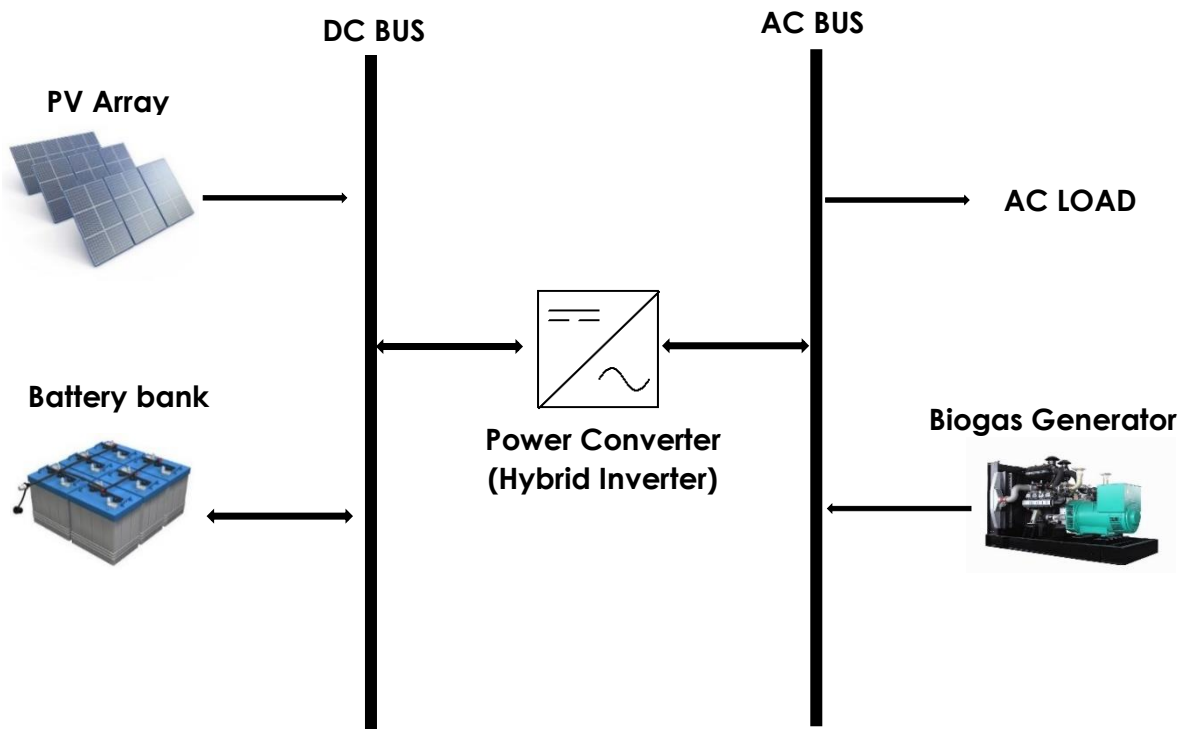 DC BUS
AC BUS
PV Array
AC LOAD
Battery bank
Biogas Generator
Power Converter
(Hybrid Inverter)